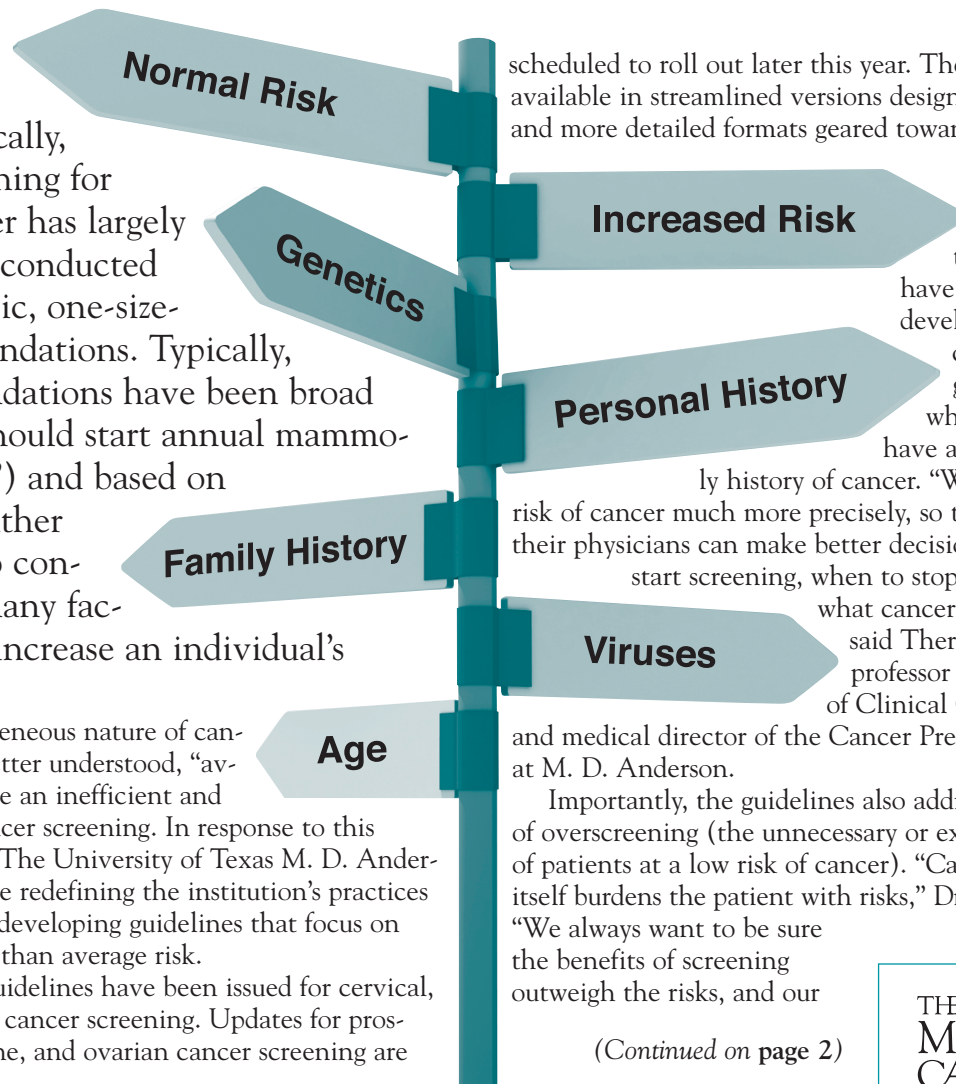 Normal Risk
Increased Risk
Genetics
Personal History
Family History
Viruses
Age
cally,
ning for
er has largely
conducted
ic, one-size-
ndations. Typically,
dations have been broad
hould start annual mammo-
) and based on
ther
con-
any fac-
increase an individual's
eneous nature of can-
tter understood, “av-
e an inefficient and
cer screening. In response to this
The University of Texas M. D. Ander-
e redefining the institution's practices
developing guidelines that focus on
than average risk.
uidelines have been issued for cervical,
cancer screening. Updates for pros-
ne, and ovarian cancer screening are
scheduled to roll out later this year. The
available in streamlined versions design
and more detailed formats geared towar
have
devel
wh
have a
ly history of cancer. “W
risk of cancer much more precisely, so t
their physicians can make better decisio
start screening, when to stop
what cancer
said Ther
professor
of Clinical
and medical director of the Cancer Pre
at M. D. Anderson.
Importantly, the guidelines also addr
of overscreening (the unnecessary or ex
of patients at a low risk of cancer). “Ca
itself burdens the patient with risks,” Dr
“We always want to be sure
the benefits of screening
outweigh the risks, and our
(Continued on page 2)
THE
M
CA